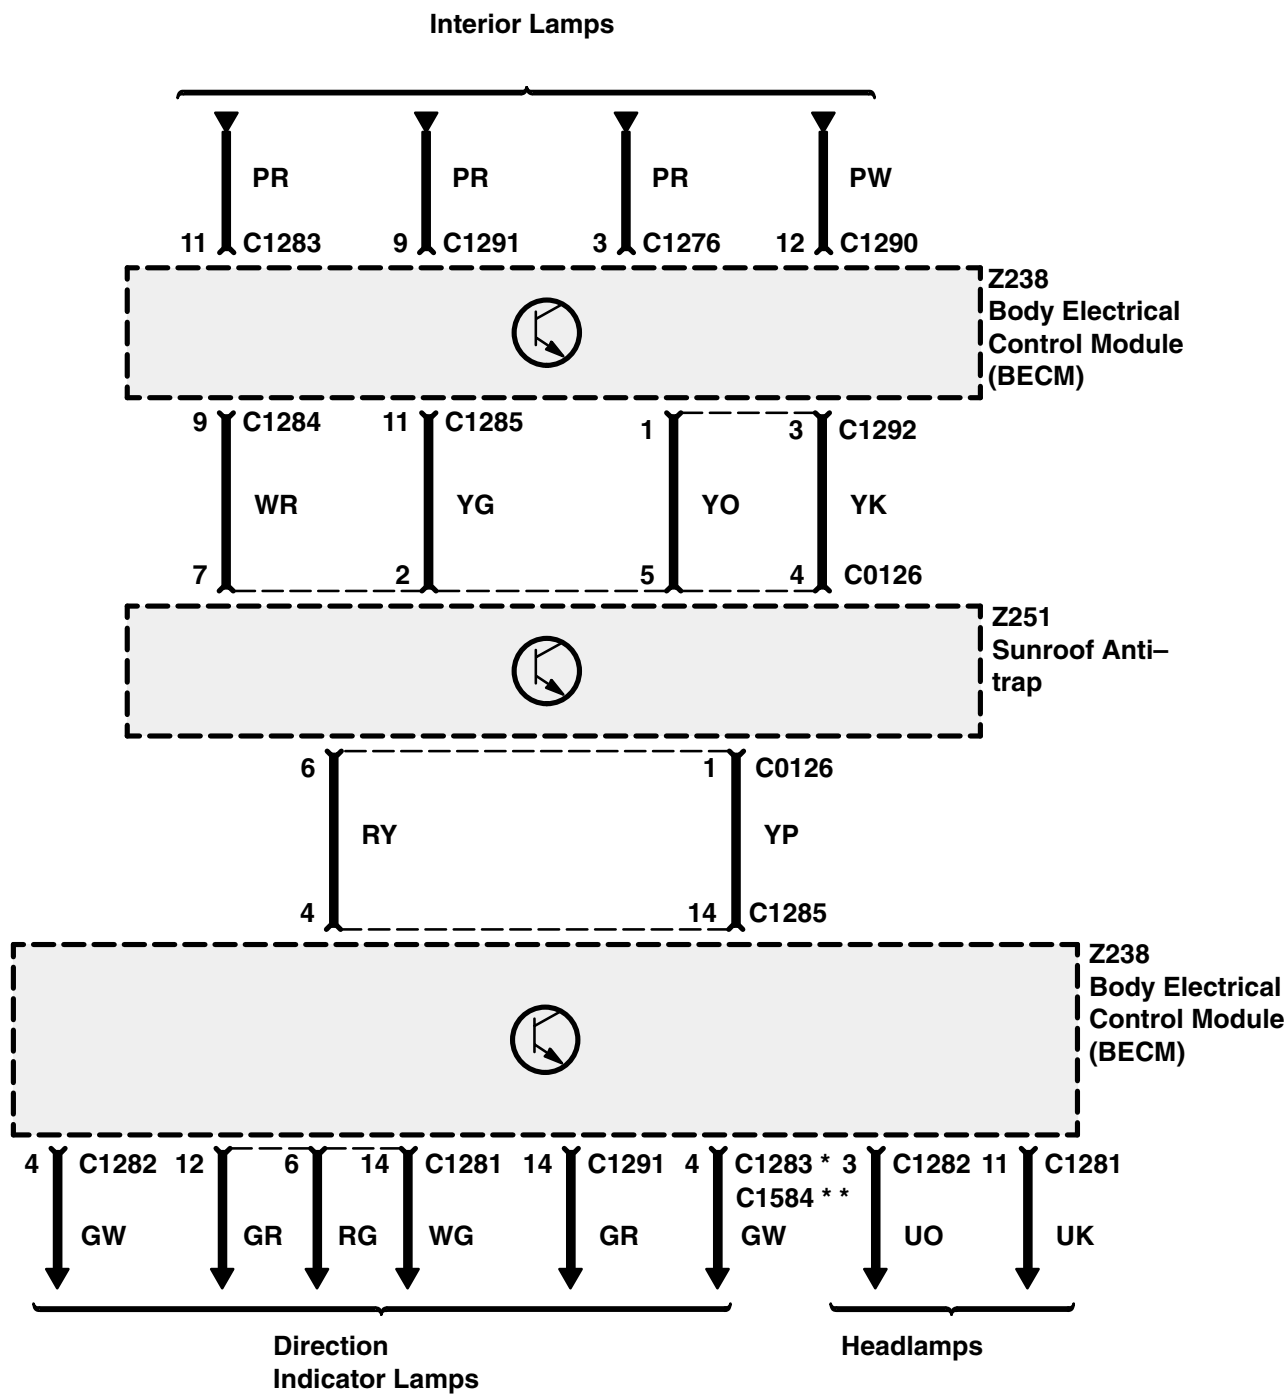 Interior Lamps
PR PR PR PW
11 C1283 9 C1291 3 C1276 12 C1290
Z238
Body Electrical
Control Module
(BECM)
9 C1284 11 C1285 1 3 C1292
WR YG YO YK
7 2 5 4 C0126
Z251
Sunroof Anti–
trap
6 1 C0126
RY YP
4 14 C1285
Z238
Body Electrical
Control Module
(BECM)
4 C1282 12 6 14 C1281 14 C1291 4 C1283 * 3 C1282 11 C1281
C1584 * *
GW GR RG WG GR GW UO UK
Direction
Indicator Lamps
Headlamps